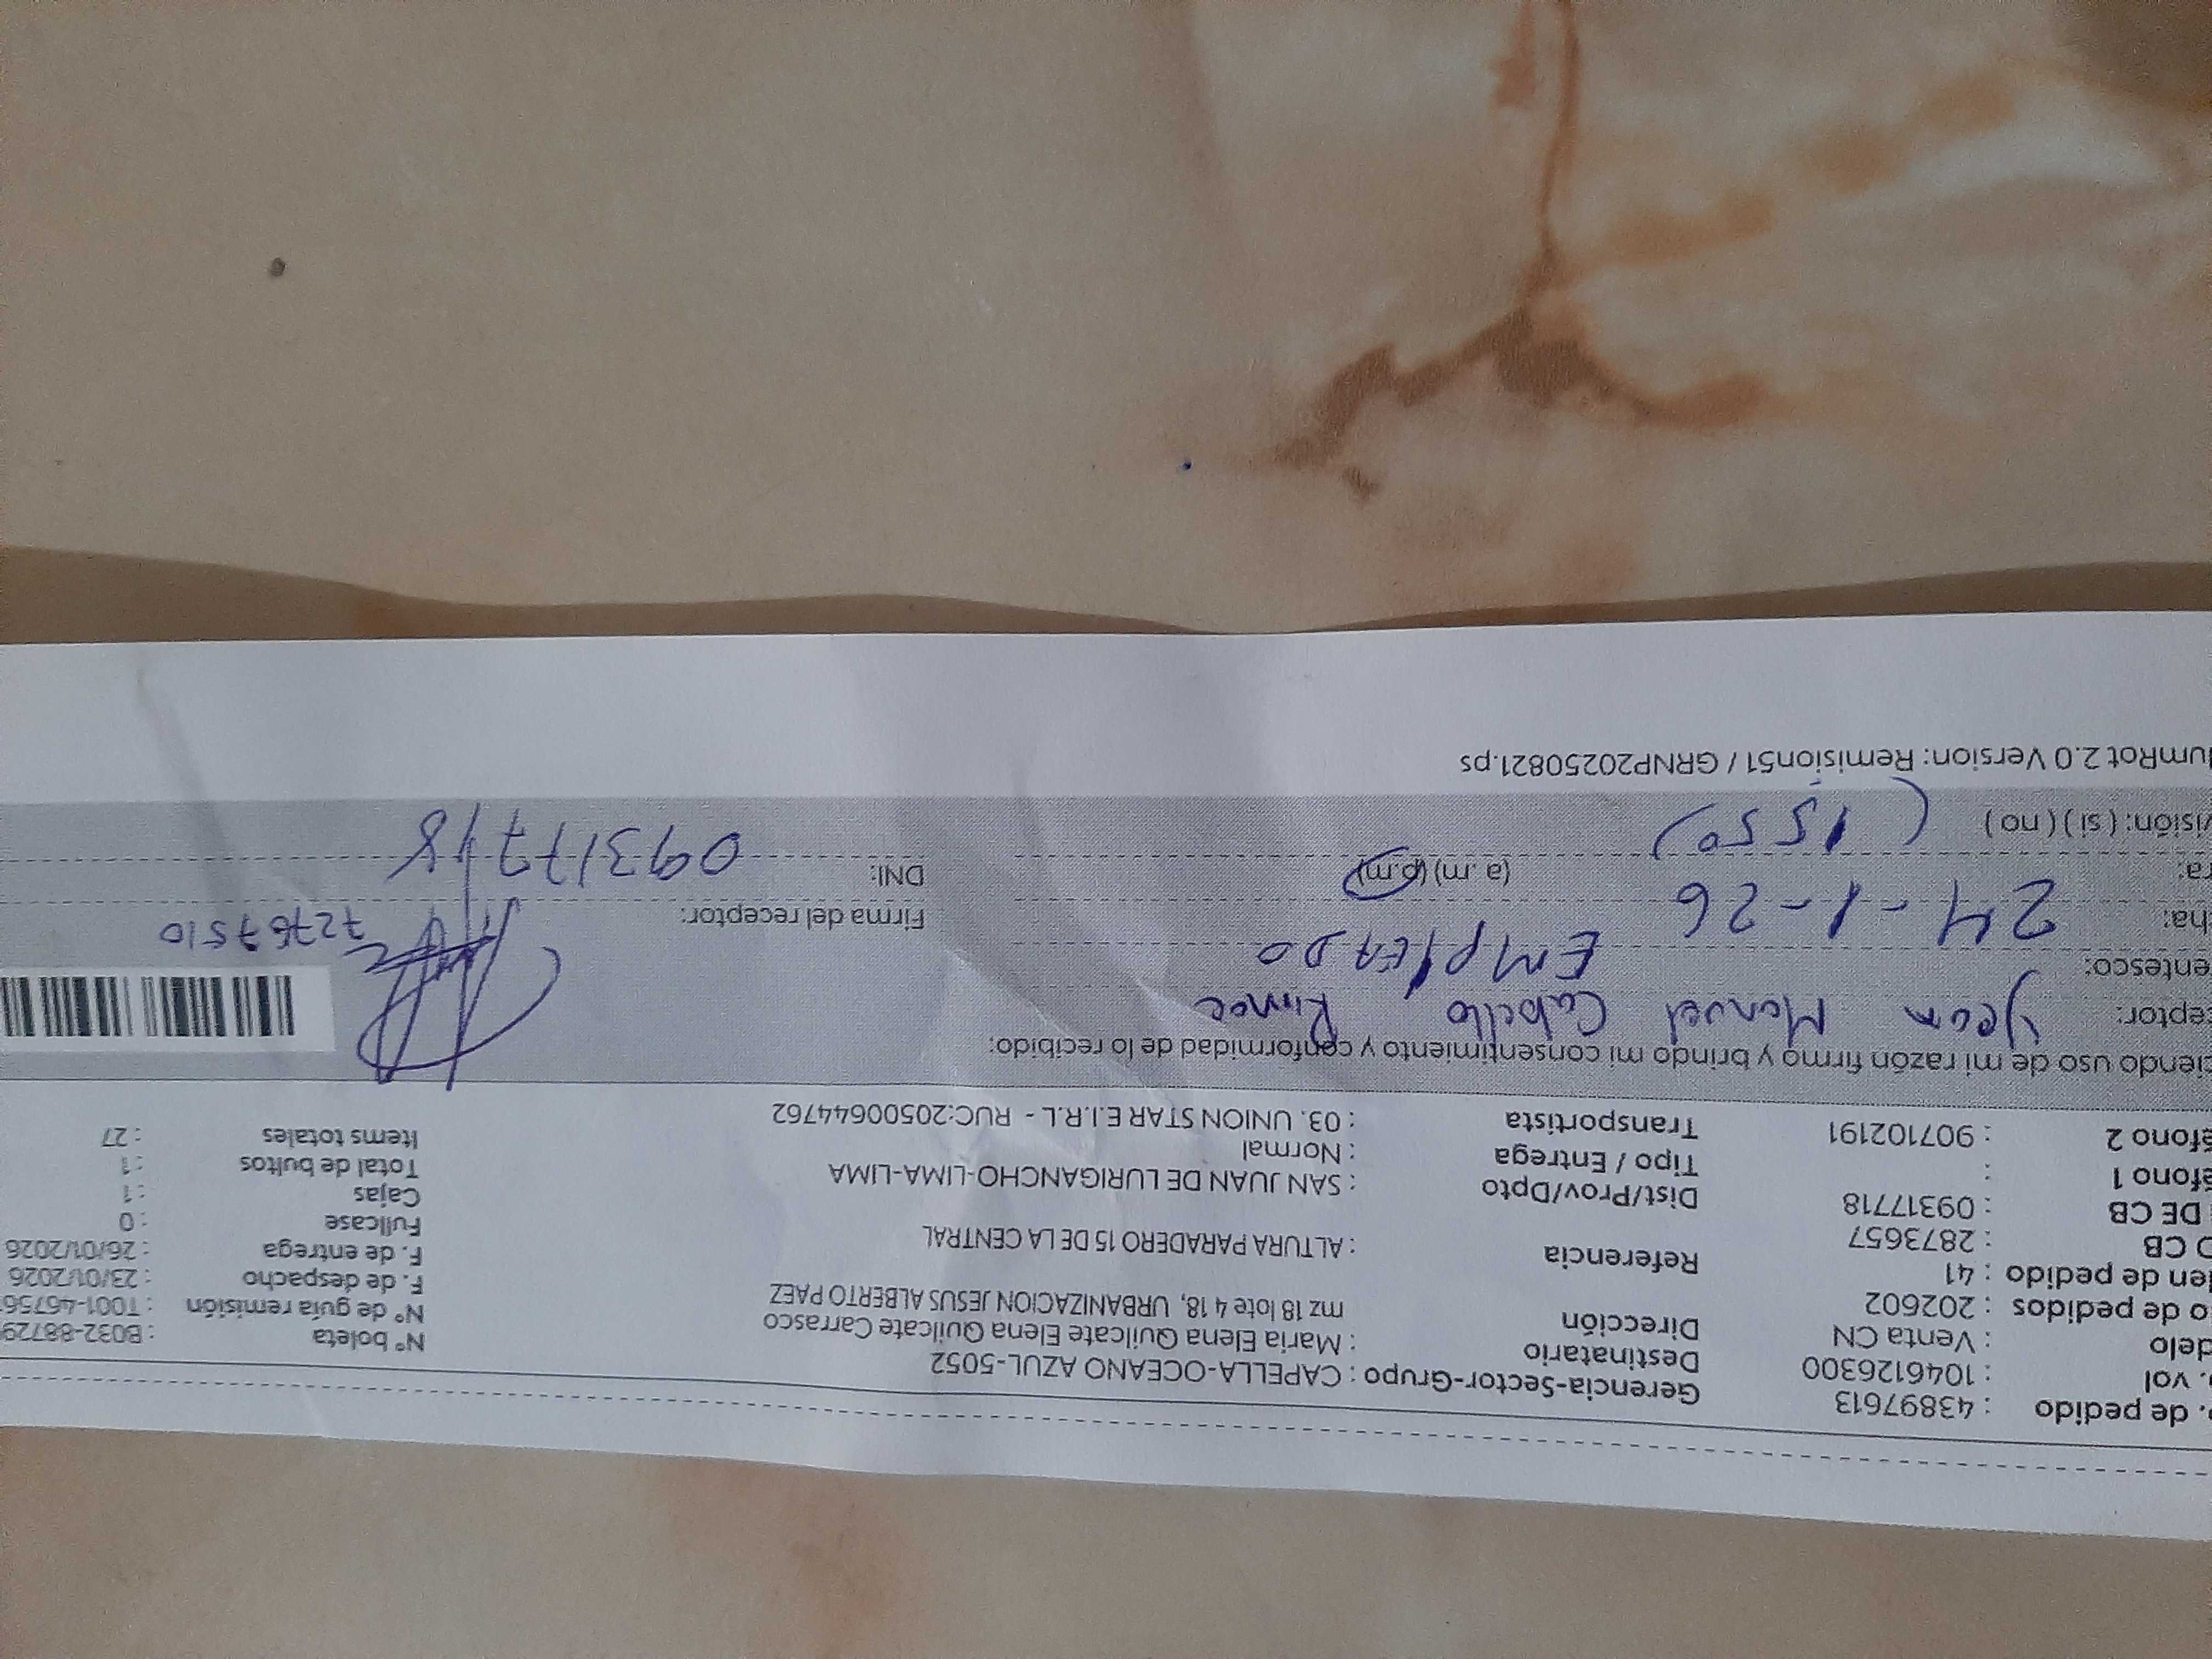 . de pedido : 43897613
. vol : 1046126300
delo : Venta CN
o de pedidos : 202602
en de pedido : 41
CB : 2873657
DE CB : 09317718
éfono 1 :
éfono 2 : 907102191
Gerencia-Sector-Grupo : CAPELLA-OCEANO AZUL-5052
Destinatario : Maria Elena Quilcate Elena Quilcate Carrasco
Dirección mz 18 lote 4 18, URBANIZACION JESUS ALBERTO PAEZ
Referencia : ALTURA PARADERO 15 DE LA CENTRAL
Dist/Prov/Dpto : SAN JUAN DE LURIGANCHO-LIMA-LIMA
Tipo / Entrega : Normal
Transportista : 03. UNION STAR E.I.R.L - RUC:20500644762
N° boleta : B032-88729
N° de guía remisión : T001-46756
F. de despacho : 23/01/2026
F. de entrega : 26/01/2026
Fullcase : 0
Cajas : 1
Total de bultos : 1
Items totales : 27
ciendo uso de mi razón firmo y brindo mi consentimiento y conformidad de lo recibido:
ceptor: Manuel Cabello
entesco: EMPLEADO
ha: 24-1-26
ra: (a.m) (p.m)
visión: ( si ) ( no ) (1550)
Firma del receptor: 72767510
DNI: 09317718
umRot 2.0 Version: Remision51 / GRNP20250821.ps